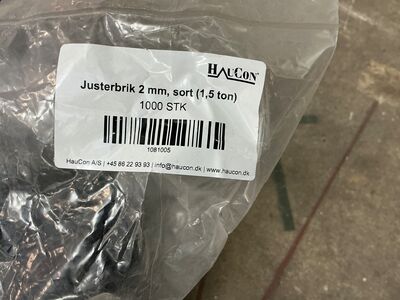 HAUCON
Justerbrik 2 mm, sort (1,5 ton)
1000 STK
1081005
HauCon A/S | +45 86 22 93 93 | info@haucon.dk | www.haucon.dk